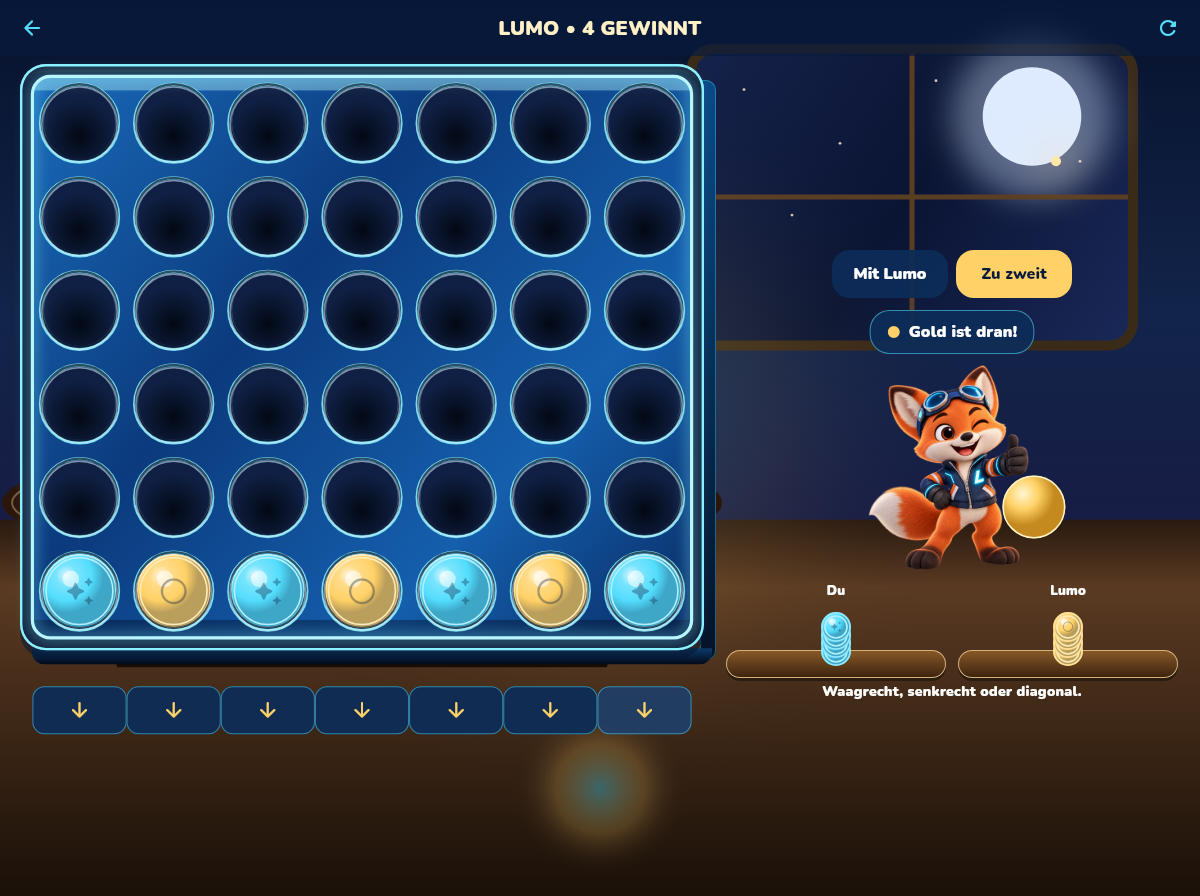 LUMO • 4 GEWINNT
Mit Lumo
Zu zweit
Gold ist dran!
L
Du
Lumo
Waagrecht, senkrecht oder diagonal.